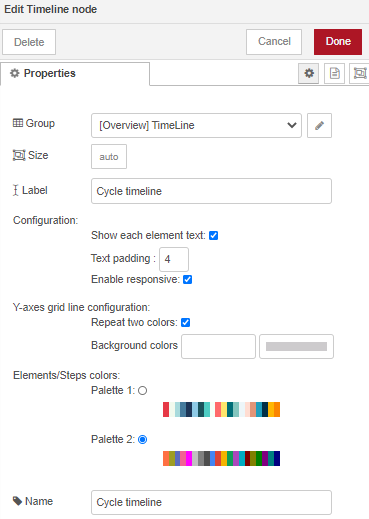 Edit Timeline node
Delete
Cancel
Done
Properties
Group
[Overview] TimeLine
Size
auto
Label
Cycle timeline
Configuration:
Show each element text:
Text padding :
4
Enable responsive:
Y-axes grid line configuration:
Repeat two colors:
Background colors
Elements/Steps colors:
Palette 1:
Palette 2:
Name
Cycle timeline